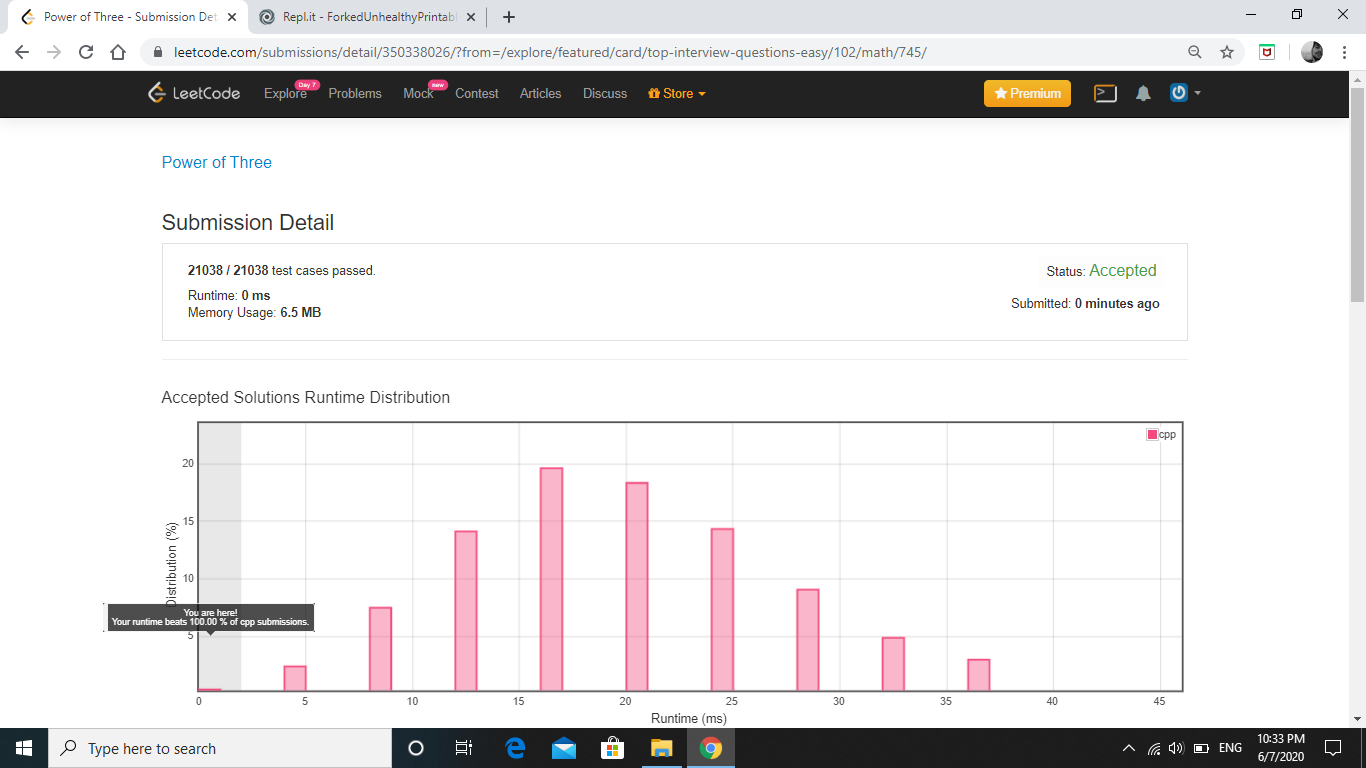 Power of Three - Submission Det
Repl.it - ForkedUnhealthyPrintabl
leetcode.com/submissions/detail/350338026/?from=/explore/featured/card/top-interview-questions-easy/102/math/745/
LeetCode Explore Day 7 Problems Mock new Contest Articles Discuss Store Premium
Power of Three
Submission Detail
21038 / 21038 test cases passed. Status: Accepted
Runtime: 0 ms
Submitted: 0 minutes ago
Memory Usage: 6.5 MB
Accepted Solutions Runtime Distribution
cpp
20
15
10
5
Distribution (%)
You are here!
Your runtime beats 100.00 % of cpp submissions.
0 5 10 15 20 25 30 35 40 45
Runtime (ms)
Type here to search
ENG
10:33 PM
6/7/2020